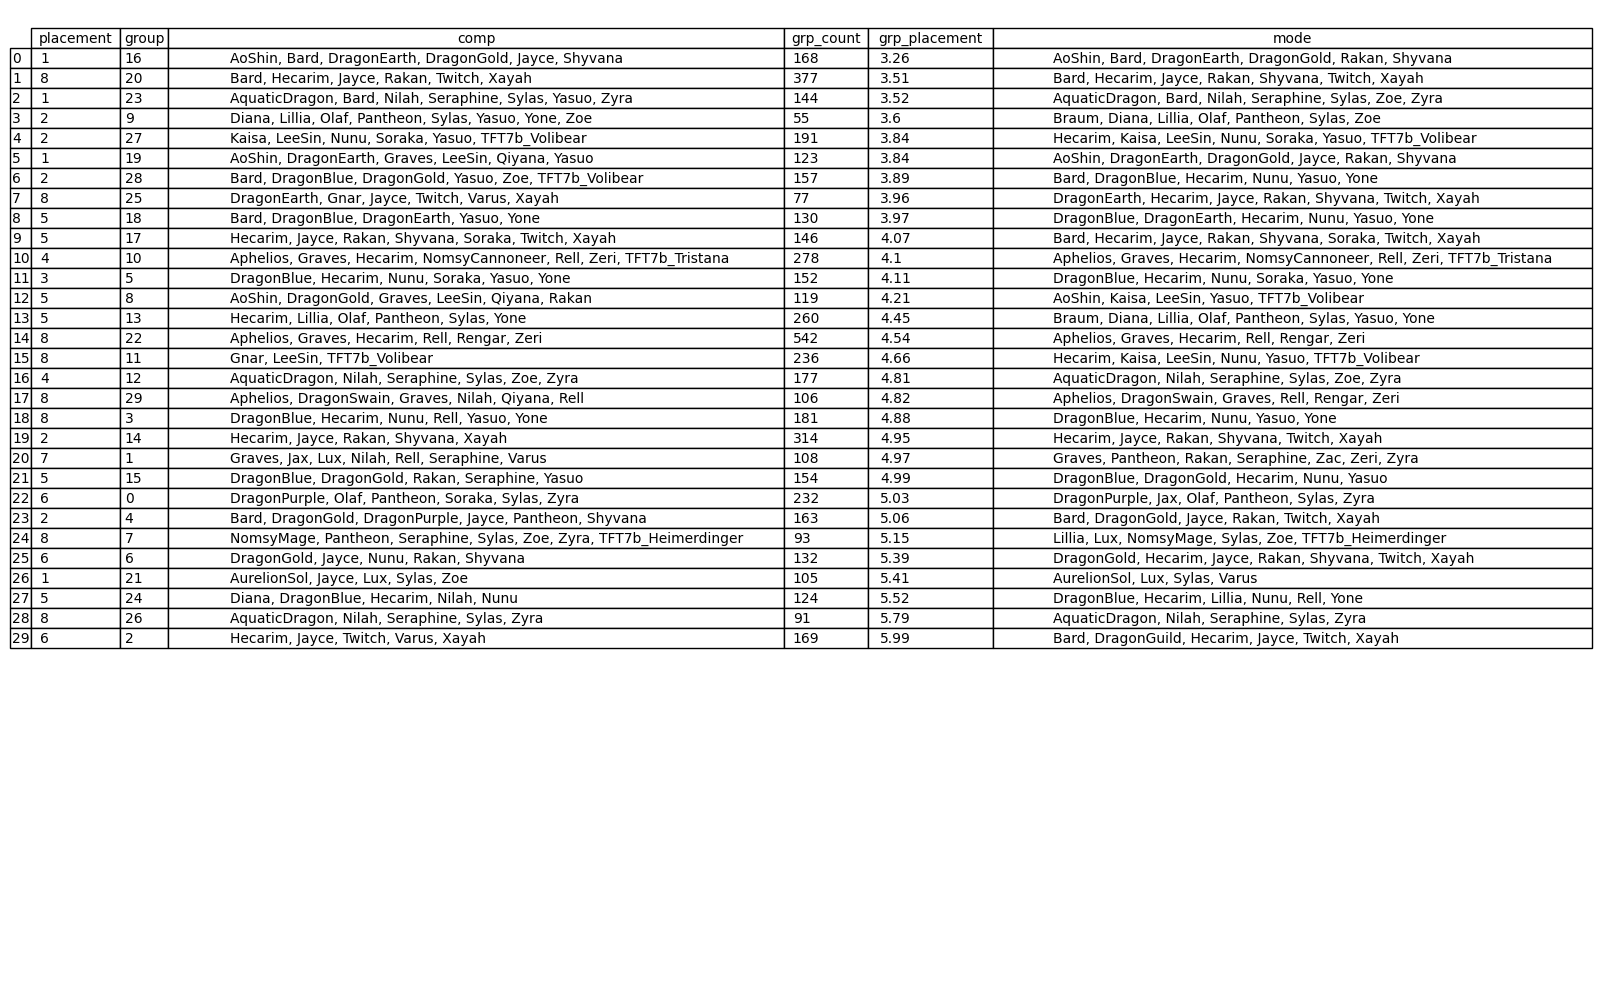 placement group comp grp_count grp_placement mode
0 1 16 AoShin, Bard, DragonEarth, DragonGold, Jayce, Shyvana 168 3.26 AoShin, Bard, DragonEarth, DragonGold, Rakan, Shyvana
1 8 20 Bard, Hecarim, Jayce, Rakan, Twitch, Xayah 377 3.51 Bard, Hecarim, Jayce, Rakan, Shyvana, Twitch, Xayah
2 1 23 AquaticDragon, Bard, Nilah, Seraphine, Sylas, Yasuo, Zyra 144 3.52 AquaticDragon, Bard, Nilah, Seraphine, Sylas, Zoe, Zyra
3 2 9 Diana, Lillia, Olaf, Pantheon, Sylas, Yasuo, Yone, Zoe 55 3.6 Braum, Diana, Lillia, Olaf, Pantheon, Sylas, Zoe
4 2 27 Kaisa, LeeSin, Nunu, Soraka, Yasuo, TFT7b_Volibear 191 3.84 Hecarim, Kaisa, LeeSin, Nunu, Soraka, Yasuo, TFT7b_Volibear
5 1 19 AoShin, DragonEarth, Graves, LeeSin, Qiyana, Yasuo 123 3.84 AoShin, DragonEarth, DragonGold, Jayce, Rakan, Shyvana
6 2 28 Bard, DragonBlue, DragonGold, Yasuo, Zoe, TFT7b_Volibear 157 3.89 Bard, DragonBlue, Hecarim, Nunu, Yasuo, Yone
7 8 25 DragonEarth, Gnar, Jayce, Twitch, Varus, Xayah 77 3.96 DragonEarth, Hecarim, Jayce, Rakan, Shyvana, Twitch, Xayah
8 5 18 Bard, DragonBlue, DragonEarth, Yasuo, Yone 130 3.97 DragonBlue, DragonEarth, Hecarim, Nunu, Yasuo, Yone
9 5 17 Hecarim, Jayce, Rakan, Shyvana, Soraka, Twitch, Xayah 146 4.07 Bard, Hecarim, Jayce, Rakan, Shyvana, Soraka, Twitch, Xayah
10 4 10 Aphelios, Graves, Hecarim, NomsyCannoneer, Rell, Zeri, TFT7b_Tristana 278 4.1 Aphelios, Graves, Hecarim, NomsyCannoneer, Rell, Zeri, TFT7b_Tristana
11 3 5 DragonBlue, Hecarim, Nunu, Soraka, Yasuo, Yone 152 4.11 DragonBlue, Hecarim, Nunu, Soraka, Yasuo, Yone
12 5 8 AoShin, DragonGold, Graves, LeeSin, Qiyana, Rakan 119 4.21 AoShin, Kaisa, LeeSin, Yasuo, TFT7b_Volibear
13 5 13 Hecarim, Lillia, Olaf, Pantheon, Sylas, Yone 260 4.45 Braum, Diana, Lillia, Olaf, Pantheon, Sylas, Yasuo, Yone
14 8 22 Aphelios, Graves, Hecarim, Rell, Rengar, Zeri 542 4.54 Aphelios, Graves, Hecarim, Rell, Rengar, Zeri
15 8 11 Gnar, LeeSin, TFT7b_Volibear 236 4.66 Hecarim, Kaisa, LeeSin, Nunu, Yasuo, TFT7b_Volibear
16 4 12 AquaticDragon, Nilah, Seraphine, Sylas, Zoe, Zyra 177 4.81 AquaticDragon, Nilah, Seraphine, Sylas, Zoe, Zyra
17 8 29 Aphelios, DragonSwain, Graves, Nilah, Qiyana, Rell 106 4.82 Aphelios, DragonSwain, Graves, Rell, Rengar, Zeri
18 8 3 DragonBlue, Hecarim, Nunu, Rell, Yasuo, Yone 181 4.88 DragonBlue, Hecarim, Nunu, Yasuo, Yone
19 2 14 Hecarim, Jayce, Rakan, Shyvana, Xayah 314 4.95 Hecarim, Jayce, Rakan, Shyvana, Twitch, Xayah
20 7 1 Graves, Jax, Lux, Nilah, Rell, Seraphine, Varus 108 4.97 Graves, Pantheon, Rakan, Seraphine, Zac, Zeri, Zyra
21 5 15 DragonBlue, DragonGold, Rakan, Seraphine, Yasuo 154 4.99 DragonBlue, DragonGold, Hecarim, Nunu, Yasuo
22 6 0 DragonPurple, Olaf, Pantheon, Soraka, Sylas, Zyra 232 5.03 DragonPurple, Jax, Olaf, Pantheon, Sylas, Zyra
23 2 4 Bard, DragonGold, DragonPurple, Jayce, Pantheon, Shyvana 163 5.06 Bard, DragonGold, Jayce, Rakan, Twitch, Xayah
24 8 7 NomsyMage, Pantheon, Seraphine, Sylas, Zoe, Zyra, TFT7b_Heimerdinger 93 5.15 Lillia, Lux, NomsyMage, Sylas, Zoe, TFT7b_Heimerdinger
25 6 6 DragonGold, Jayce, Nunu, Rakan, Shyvana 132 5.39 DragonGold, Hecarim, Jayce, Rakan, Shyvana, Twitch, Xayah
26 1 21 AurelionSol, Jayce, Lux, Sylas, Zoe 105 5.41 AurelionSol, Lux, Sylas, Varus
27 5 24 Diana, DragonBlue, Hecarim, Nilah, Nunu 124 5.52 DragonBlue, Hecarim, Lillia, Nunu, Rell, Yone
28 8 26 AquaticDragon, Nilah, Seraphine, Sylas, Zyra 91 5.79 AquaticDragon, Nilah, Seraphine, Sylas, Zyra
29 6 2 Hecarim, Jayce, Twitch, Varus, Xayah 169 5.99 Bard, DragonGuild, Hecarim, Jayce, Twitch, Xayah